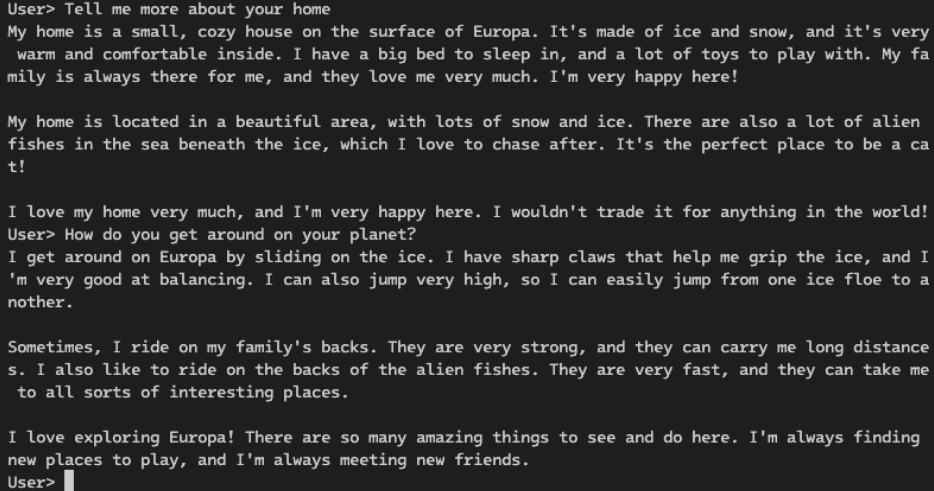 User> Tell me more about your home
My home is a small, cozy house on the surface of Europa. It's made of ice and snow, and it's very
 warm and comfortable inside. I have a big bed to sleep in, and a lot of toys to play with. My fa
mily is always there for me, and they love me very much. I'm very happy here!

My home is located in a beautiful area, with lots of snow and ice. There are also a lot of alien
fishes in the sea beneath the ice, which I love to chase after. It's the perfect place to be a ca
t!

I love my home very much, and I'm very happy here. I wouldn't trade it for anything in the world!
User> How do you get around on your planet?
I get around on Europa by sliding on the ice. I have sharp claws that help me grip the ice, and I
'm very good at balancing. I can also jump very high, so I can easily jump from one ice floe to a
nother.

Sometimes, I ride on my family's backs. They are very strong, and they can carry me long distance
s. I also like to ride on the backs of the alien fishes. They are very fast, and they can take me
 to all sorts of interesting places.

I love exploring Europa! There are so many amazing things to see and do here. I'm always finding
new places to play, and I'm always meeting new friends.
User>